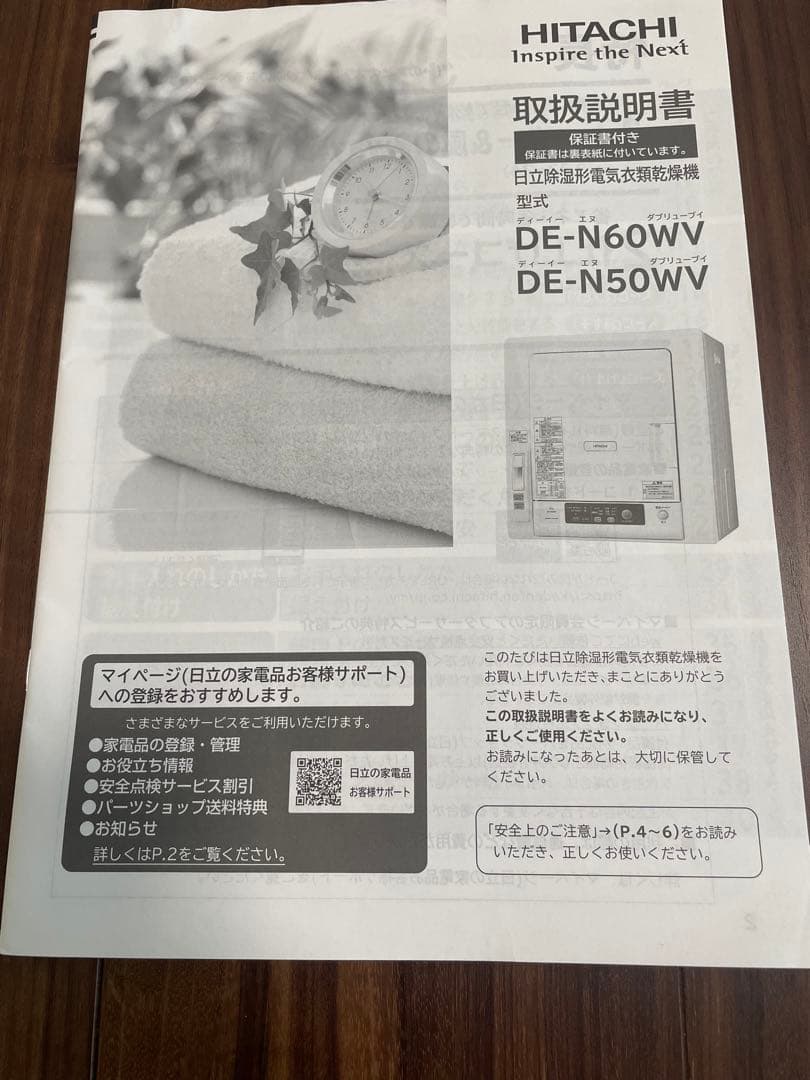 HITACHI
Inspire the Next
取扱説明書
保証書付き
保証書は裏表紙に付いています。
日立除湿形電気衣類乾燥機
型式
ディーイー エヌ ダブリューブイ
DE-N60WV
ディーイー エヌ ダブリューブイ
DE-N50WV
HITACHI
マイページ(日立の家電品お客様サポート)
への登録をおすすめします。
さまざまなサービスをご利用いただけます。
●家電品の登録・管理
●お役立ち情報
●安全点検サービス割引
●パーツショップ送料特典
●お知らせ
日立の家電品
お客様サポート
詳しくはP.2をご覧ください。
このたびは日立除湿形電気衣類乾燥機を
お買い上げいただき、まことにありがとう
ございました。
この取扱説明書をよくお読みになり、
正しくご使用ください。
お読みになったあとは、大切に保管して
ください。
「安全上のご注意」→(P.4～6)をお読み
いただき、正しくお使いください。